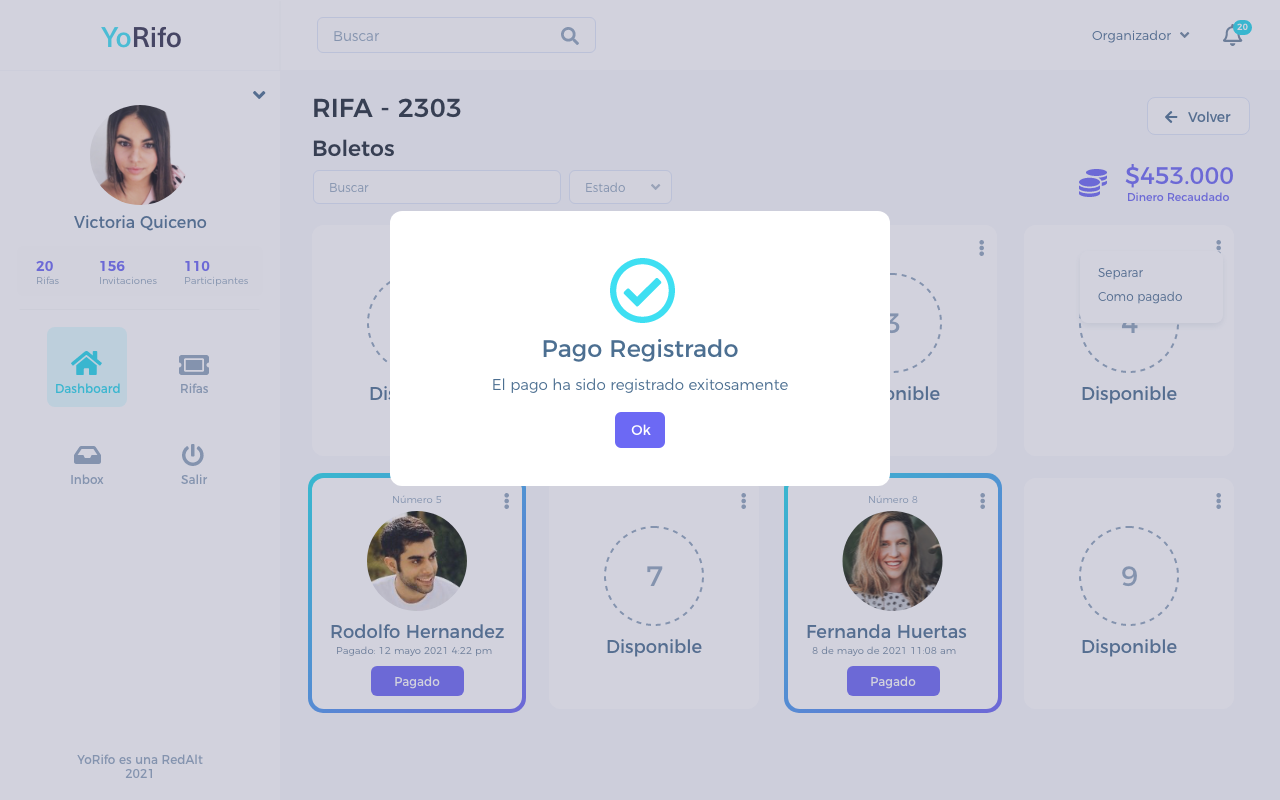 YoRifo
Buscar
Organizador
20
Victoria Quiceno
20
Rifas
156
Invitaciones
110
Participantes
Dashboard
Rifas
Inbox
Salir
YoRifo es una RedAlt
2021
RIFA - 2303
Volver
Boletos
Buscar
Estado
$453.000
Dinero Recaudado
Separar
Como pagado
4
Disponible
Pago Registrado
El pago ha sido registrado exitosamente
Ok
Número 5
Rodolfo Hernandez
Pagado: 12 mayo 2021 4:22 pm
Pagado
7
Disponible
Número 8
Fernanda Huertas
8 de mayo de 2021 11:08 am
Pagado
9
Disponible